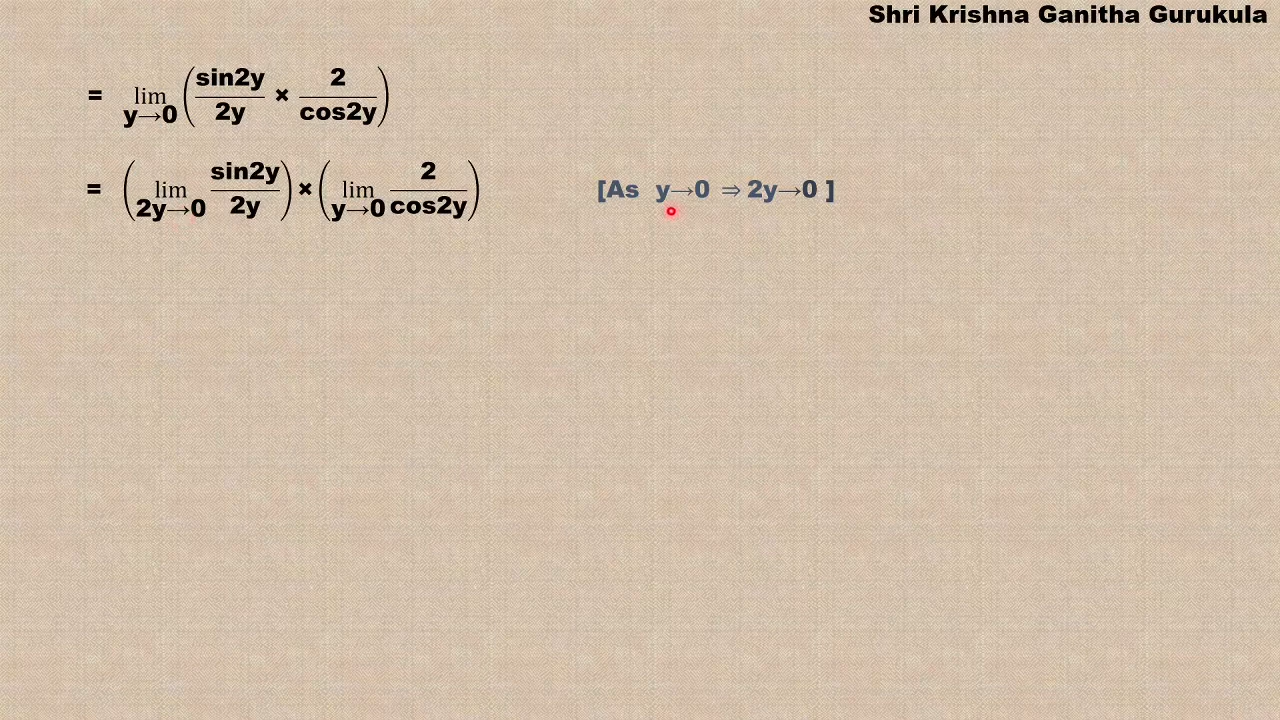 Shri Krishna Ganitha Gurukula
= lim y→0 (sin2y/2y × 2/cos2y)
= (lim 2y→0 sin2y/2y) × (lim y→0 2/cos2y) [As y→0 ⇒ 2y→0 ]